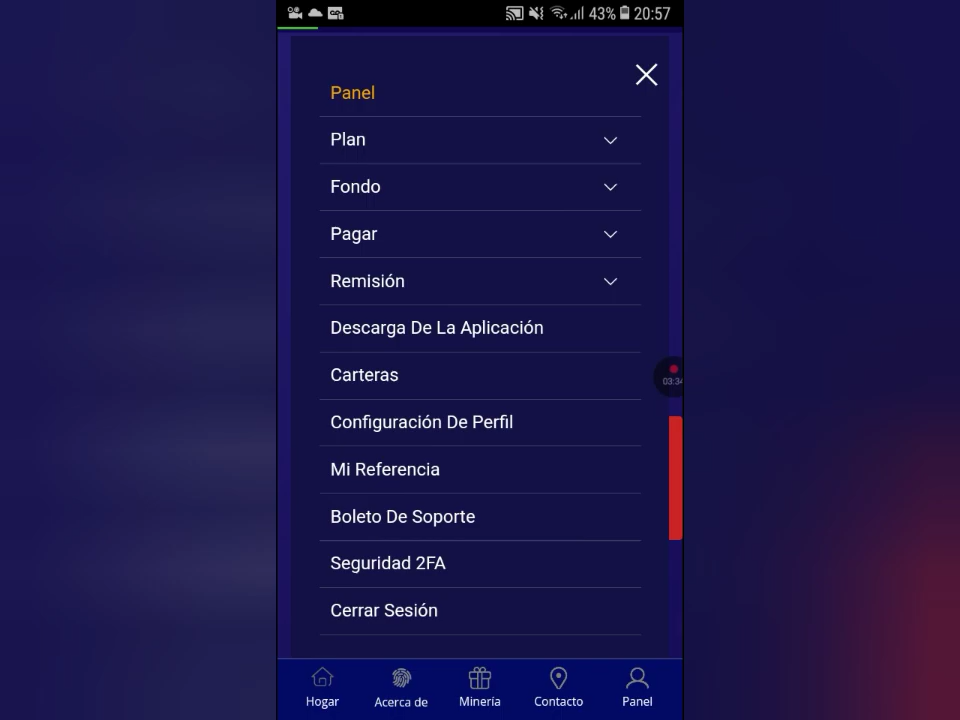 43% 20:57
Panel
Plan
Fondo
Pagar
Remisión
Descarga De La Aplicación
03:34
Carteras
Configuración De Perfil
Mi Referencia
Boleto De Soporte
Seguridad 2FA
Cerrar Sesión
Hogar Acerca de Minería Contacto Panel